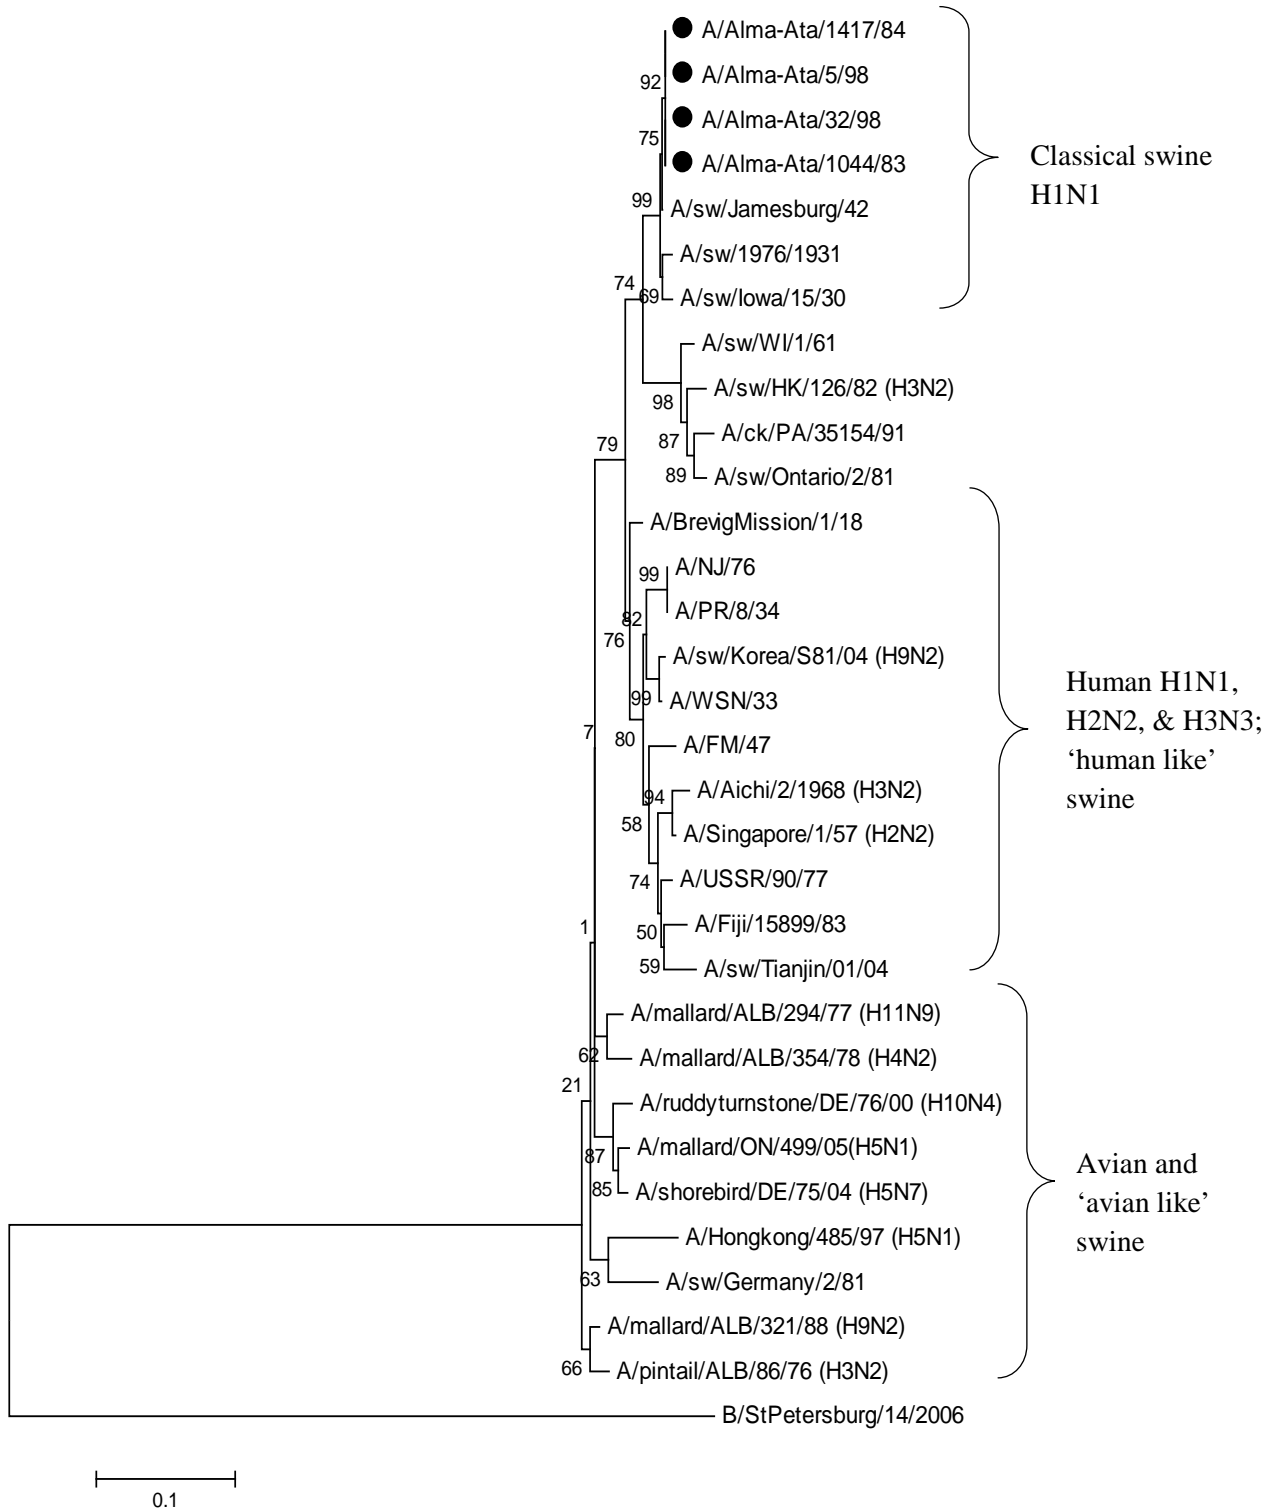 A/Alma-Ata/1417/84
92
A/Alma-Ata/5/98
A/Alma-Ata/32/98
75
A/Alma-Ata/1044/83
Classical swine
H1N1
99
A/sw/Jamesburg/42
A/sw/1976/1931
74
69
A/sw/Iowa/15/30
A/sw/WI/1/61
A/sw/HK/126/82 (H3N2)
98
A/ck/PA/35154/91
87
79
89
A/sw/Ontario/2/81
A/BrevigMission/1/18
99
A/NJ/76
A/PR/8/34
82
76
A/sw/Korea/S81/04 (H9N2)
99
A/WSN/33
Human H1N1,
H2N2, & H3N3;
‘human like’
swine
7
80
A/FM/47
94
A/Aichi/2/1968 (H3N2)
58
A/Singapore/1/57 (H2N2)
74
A/USSR/90/77
1
50
A/Fiji/15899/83
59
A/sw/Tianjin/01/04
A/mallard/ALB/294/77 (H11N9)
62
A/mallard/ALB/354/78 (H4N2)
21
A/ruddyturnstone/DE/76/00 (H10N4)
87
A/mallard/ON/499/05(H5N1)
85
A/shorebird/DE/75/04 (H5N7)
Avian and
‘avian like’
swine
A/Hongkong/485/97 (H5N1)
63
A/sw/Germany/2/81
A/mallard/ALB/321/88 (H9N2)
66
A/pintail/ALB/86/76 (H3N2)
B/StPetersburg/14/2006
0.1